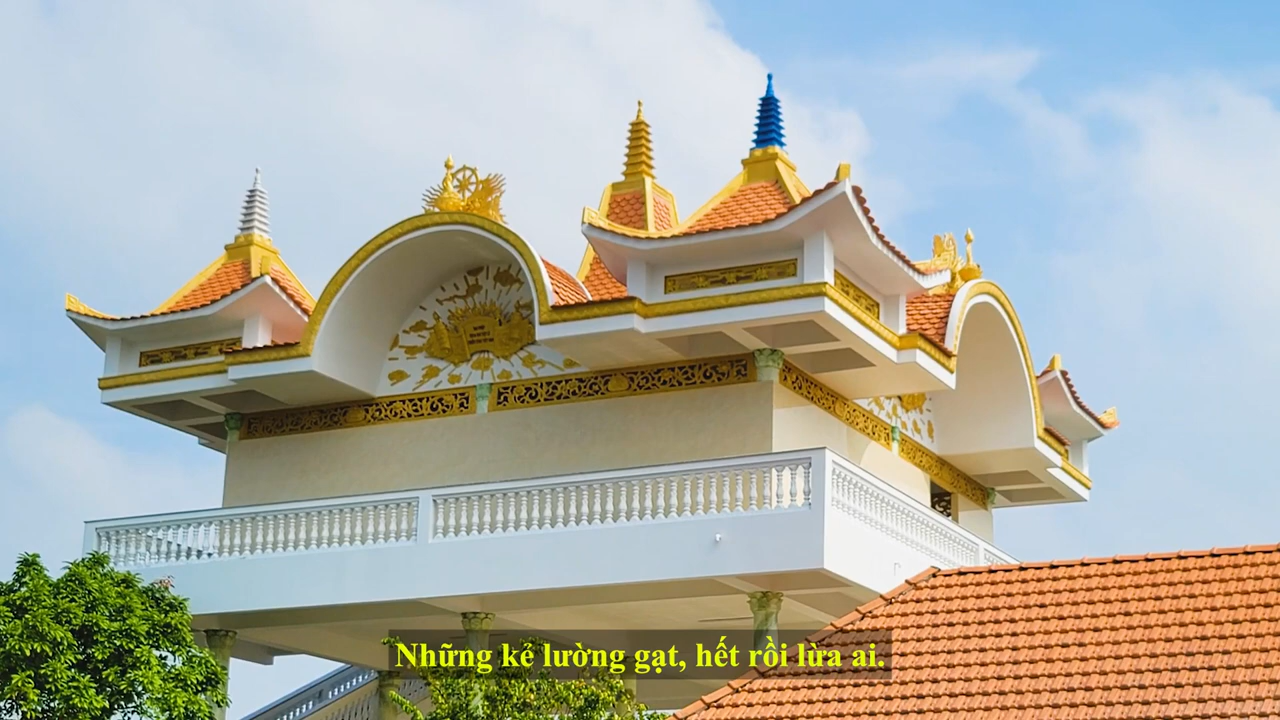 Những kẻ lường gạt, hết rồi lừa ai.